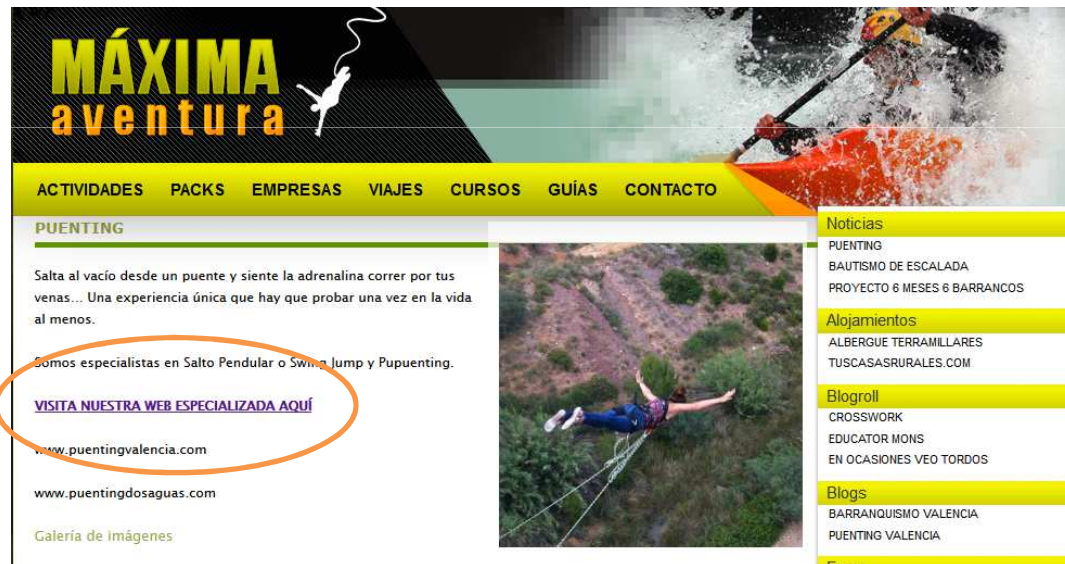 MÁXIMA
aventura
ACTIVIDADES PACKS EMPRESAS VIAJES CURSOS GUÍAS CONTACTO
PUENTING
Salta al vacío desde un puente y siente la adrenalina correr por tus
venas... Una experiencia única que hay que probar una vez en la vida
al menos.
Somos especialistas en Salto Pendular o Swing Jump y Pupuenting.
VISITA NUESTRA WEB ESPECIALIZADA AQUÍ
www.puentingvalencia.com
www.puentingdosaguas.com
Galería de imágenes
Noticias
PUENTING
BAUTISMO DE ESCALADA
PROYECTO 6 MESES 6 BARRANCOS
Alojamientos
ALBERGUE TERRAMILLARES
TUSCASASRURALES.COM
Blogroll
CROSSWORK
EDUCATOR MONS
EN OCASIONES VEO TORDOS
Blogs
BARRANQUISMO VALENCIA
PUENTING VALENCIA